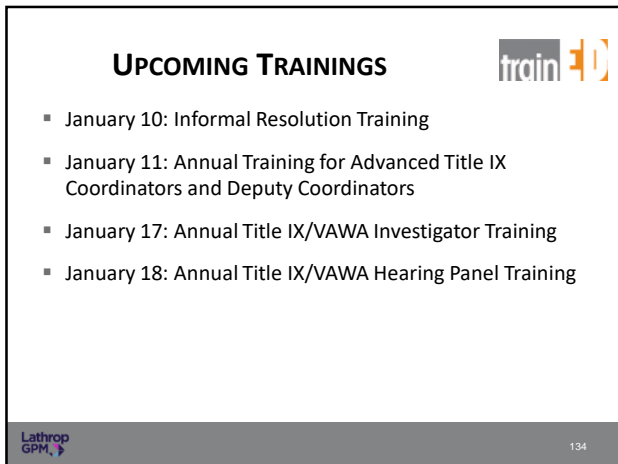 UPCOMING TRAININGS
trainED
▪ January 10: Informal Resolution Training
▪ January 11: Annual Training for Advanced Title IX
Coordinators and Deputy Coordinators
▪ January 17: Annual Title IX/VAWA Investigator Training
▪ January 18: Annual Title IX/VAWA Hearing Panel Training
Lathrop
GPM
134